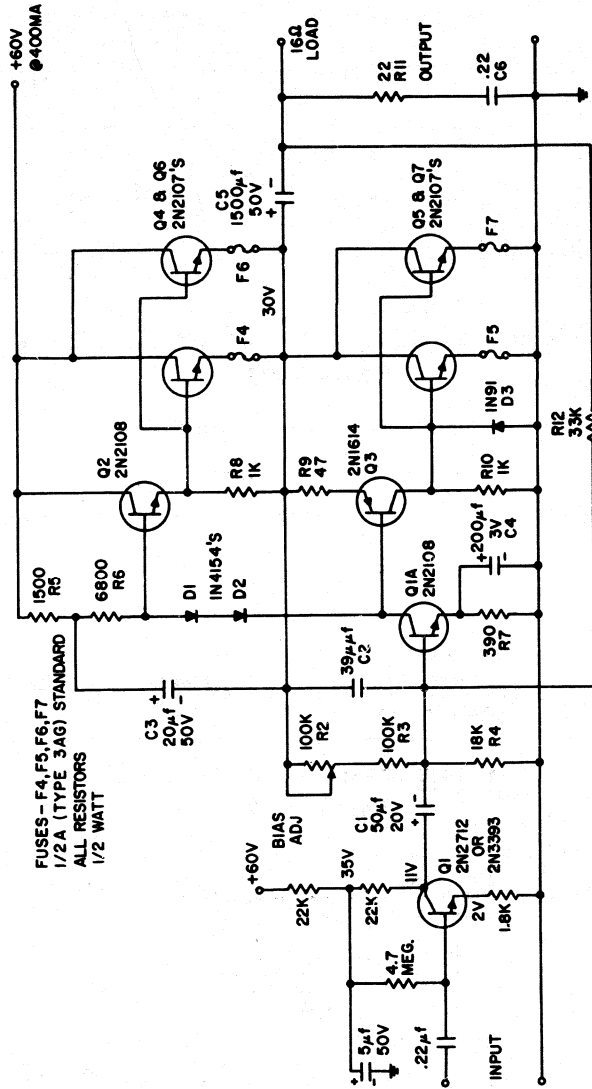 FUSES-F4,F5,F6,F7
1/2 A (TYPE 3AG) STANDARD
ALL RESISTORS
1/2 WATT
+60V
@400MA
1500
R5
6800
R6
Q2
2N2108
Q4 & Q6
2N2107'S
C3
20µf
50V
+
-
D1
1N4154'S
D2
R8
1K
F4
F6
30V
C5
1500µf
50V
+
-
16Ω
LOAD
BIAS
ADJ
100K
R2
39µµf
C2
R9
47
2N1614
Q3
Q5 & Q7
2N2107'S
22
R11
OUTPUT
.22
C6
+60V
22K
35V
22K
11V
C1
50µf
20V
+
-
100K
R3
18K
R4
Q1A
2N2108
390
R7
+200µf
3V
-
C4
R10
1K
1N91
D3
F5
F7
R12
33K
5µf
50V
+
-
4.7
MEG.
.22µf
INPUT
Q1
2N2712
OR
2N3393
2V
1.8K